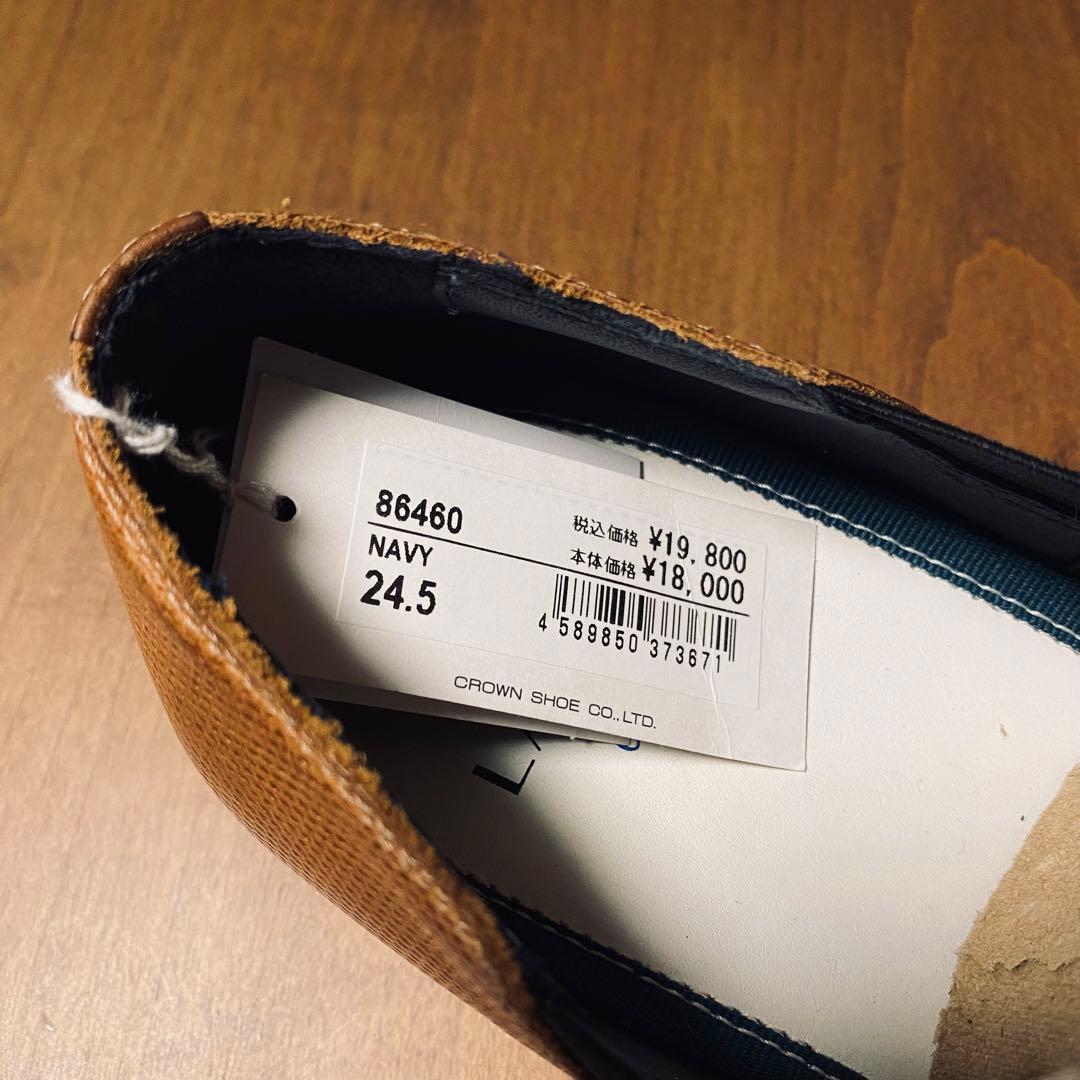 86460
NAVY
24.5
税込価格 ¥19,800
本体価格 ¥18,000
4 589850 373671
CROWN SHOE CO.,LTD.